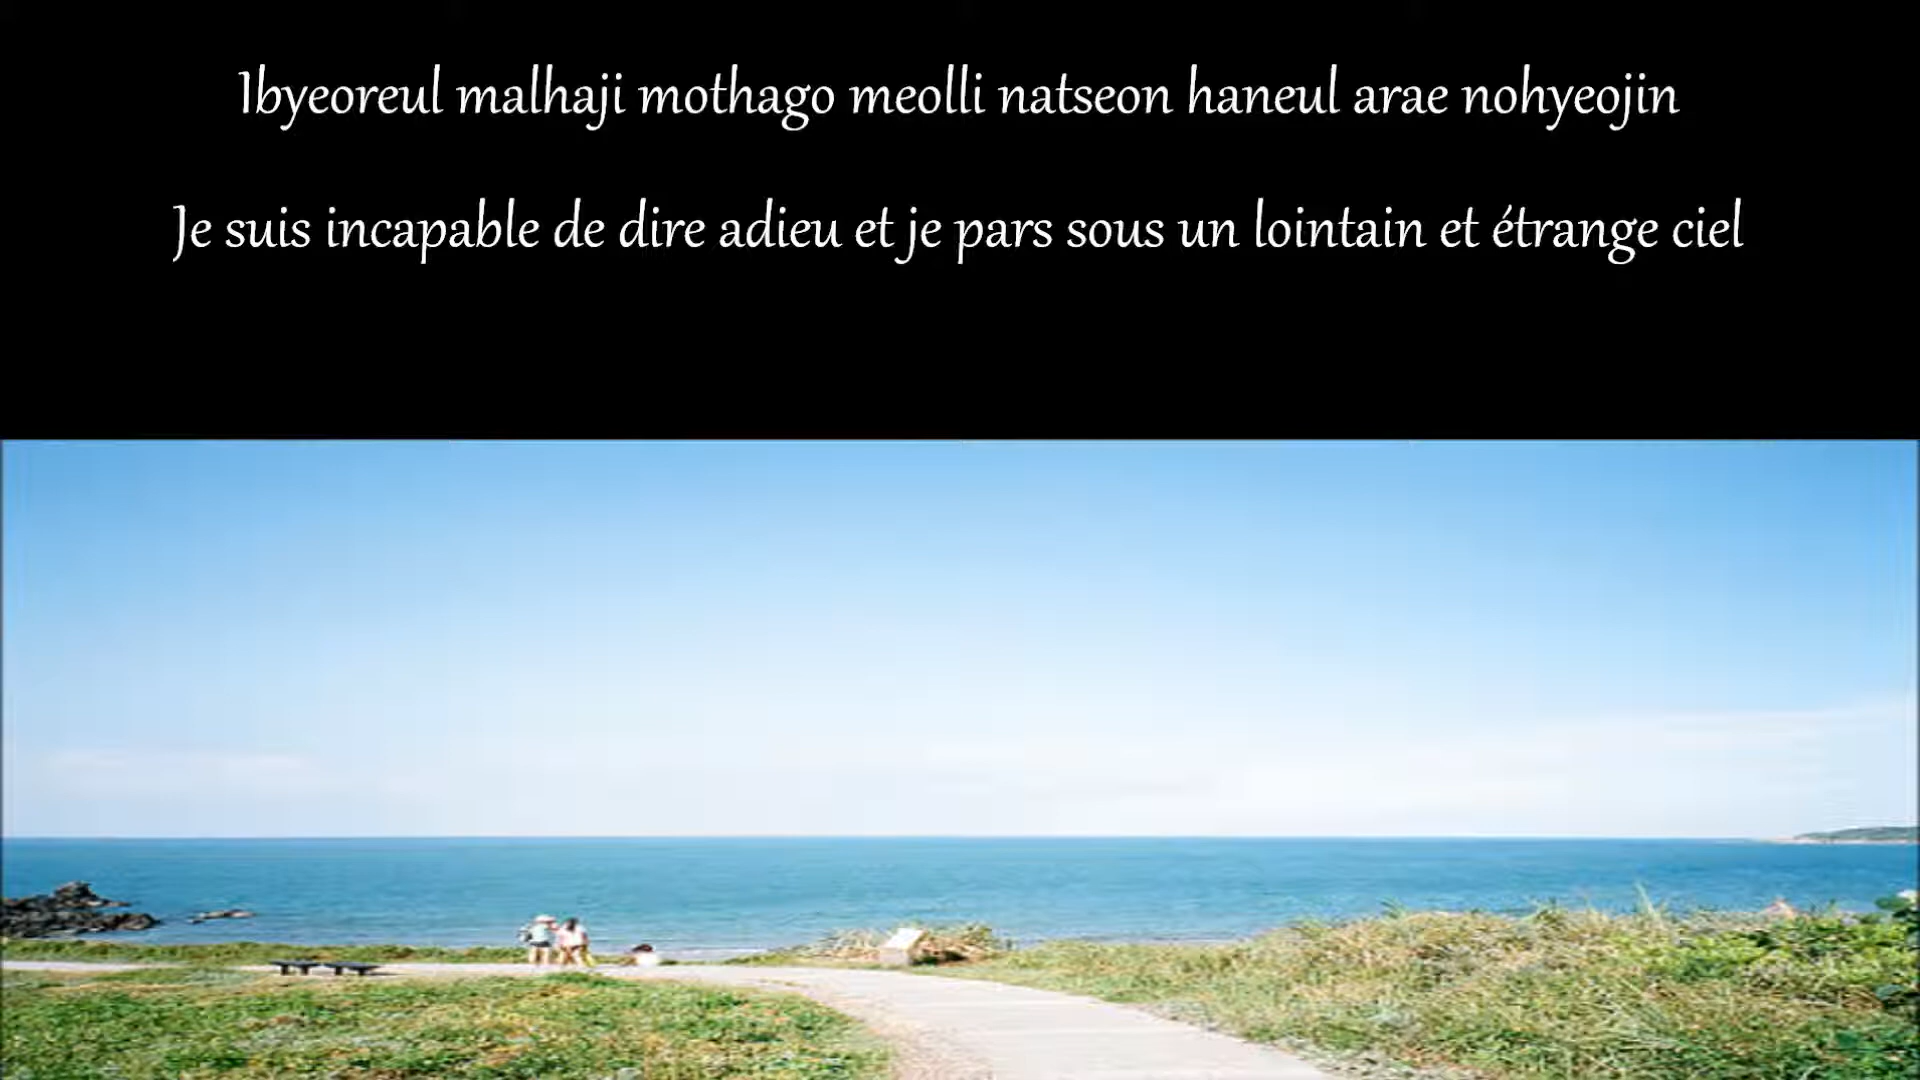 Ibyeoreul malhaji mothago meolli natseon haneul arae nohyeojin
Je suis incapable de dire adieu et je pars sous un lointain et étrange ciel